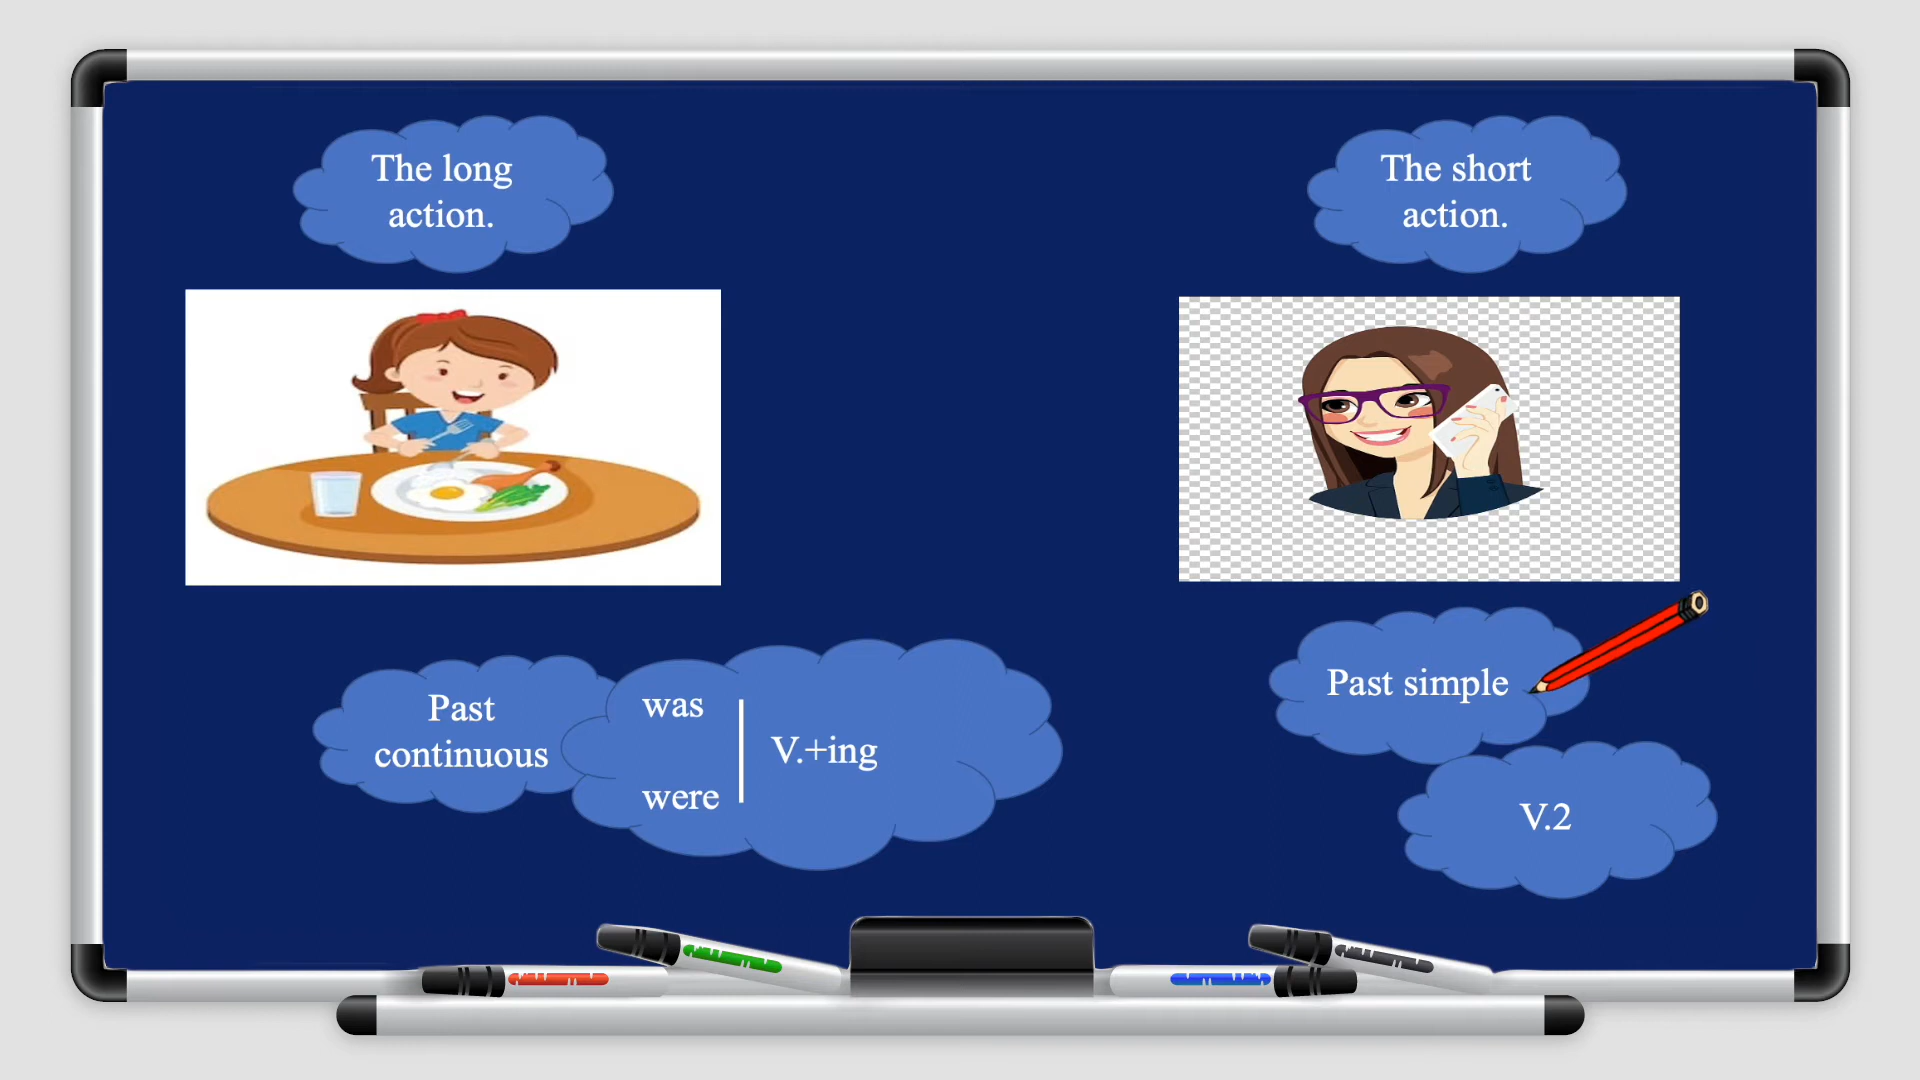 The long
action.
The short
action.
Past
continuous
was
were
V.+ing
Past simple
V.2